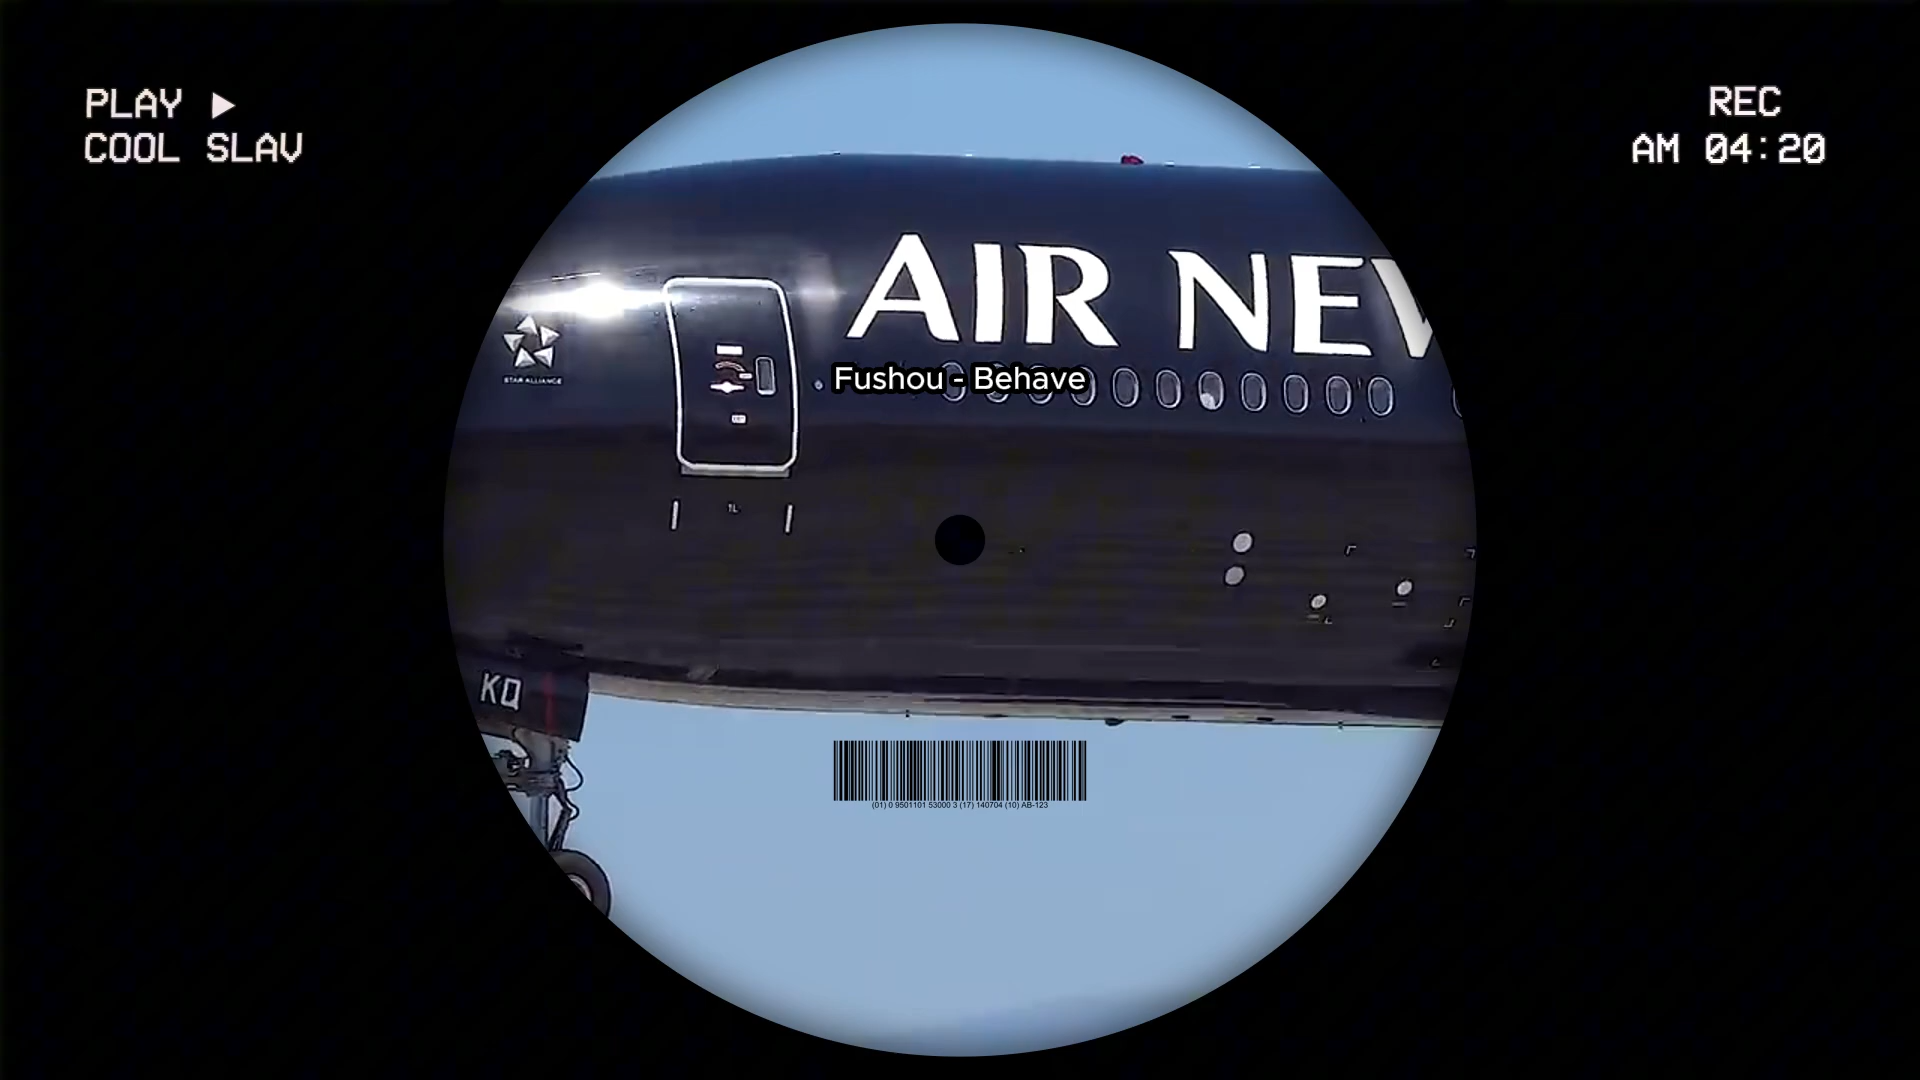 PLAY ▶
COOL SLAV
REC
AM 04:20
AIR NEW
STAR ALLIANCE
Fushou - Behave
1L
KQ
(01) 0 9501101 53000 3 (17) 140704 (10) AB-123